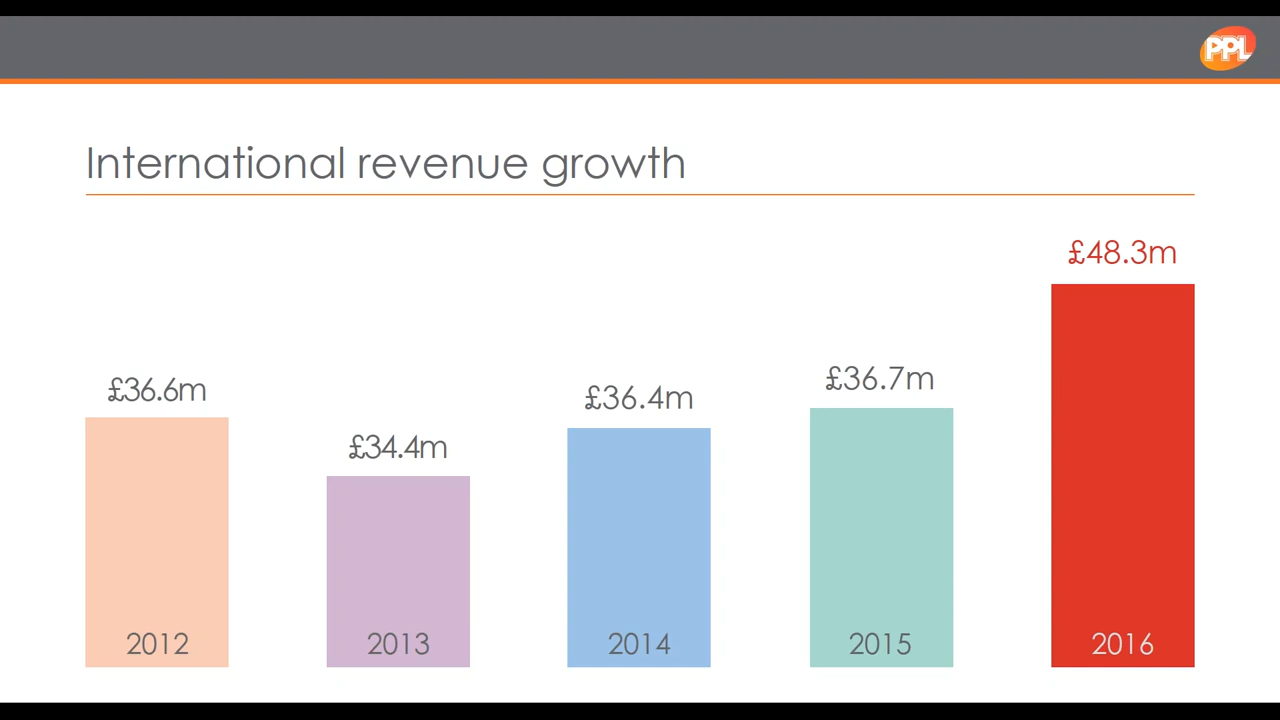 PPL
International revenue growth
£48.3m
£36.6m
£34.4m
£36.4m
£36.7m
2012
2013
2014
2015
2016